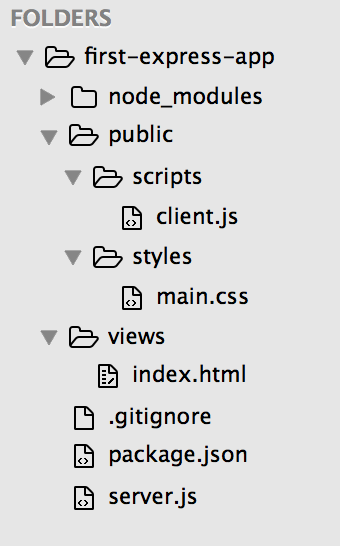 FOLDERS
first-express-app
node_modules
public
scripts
client.js
styles
main.css
views
index.html
.gitignore
package.json
server.js